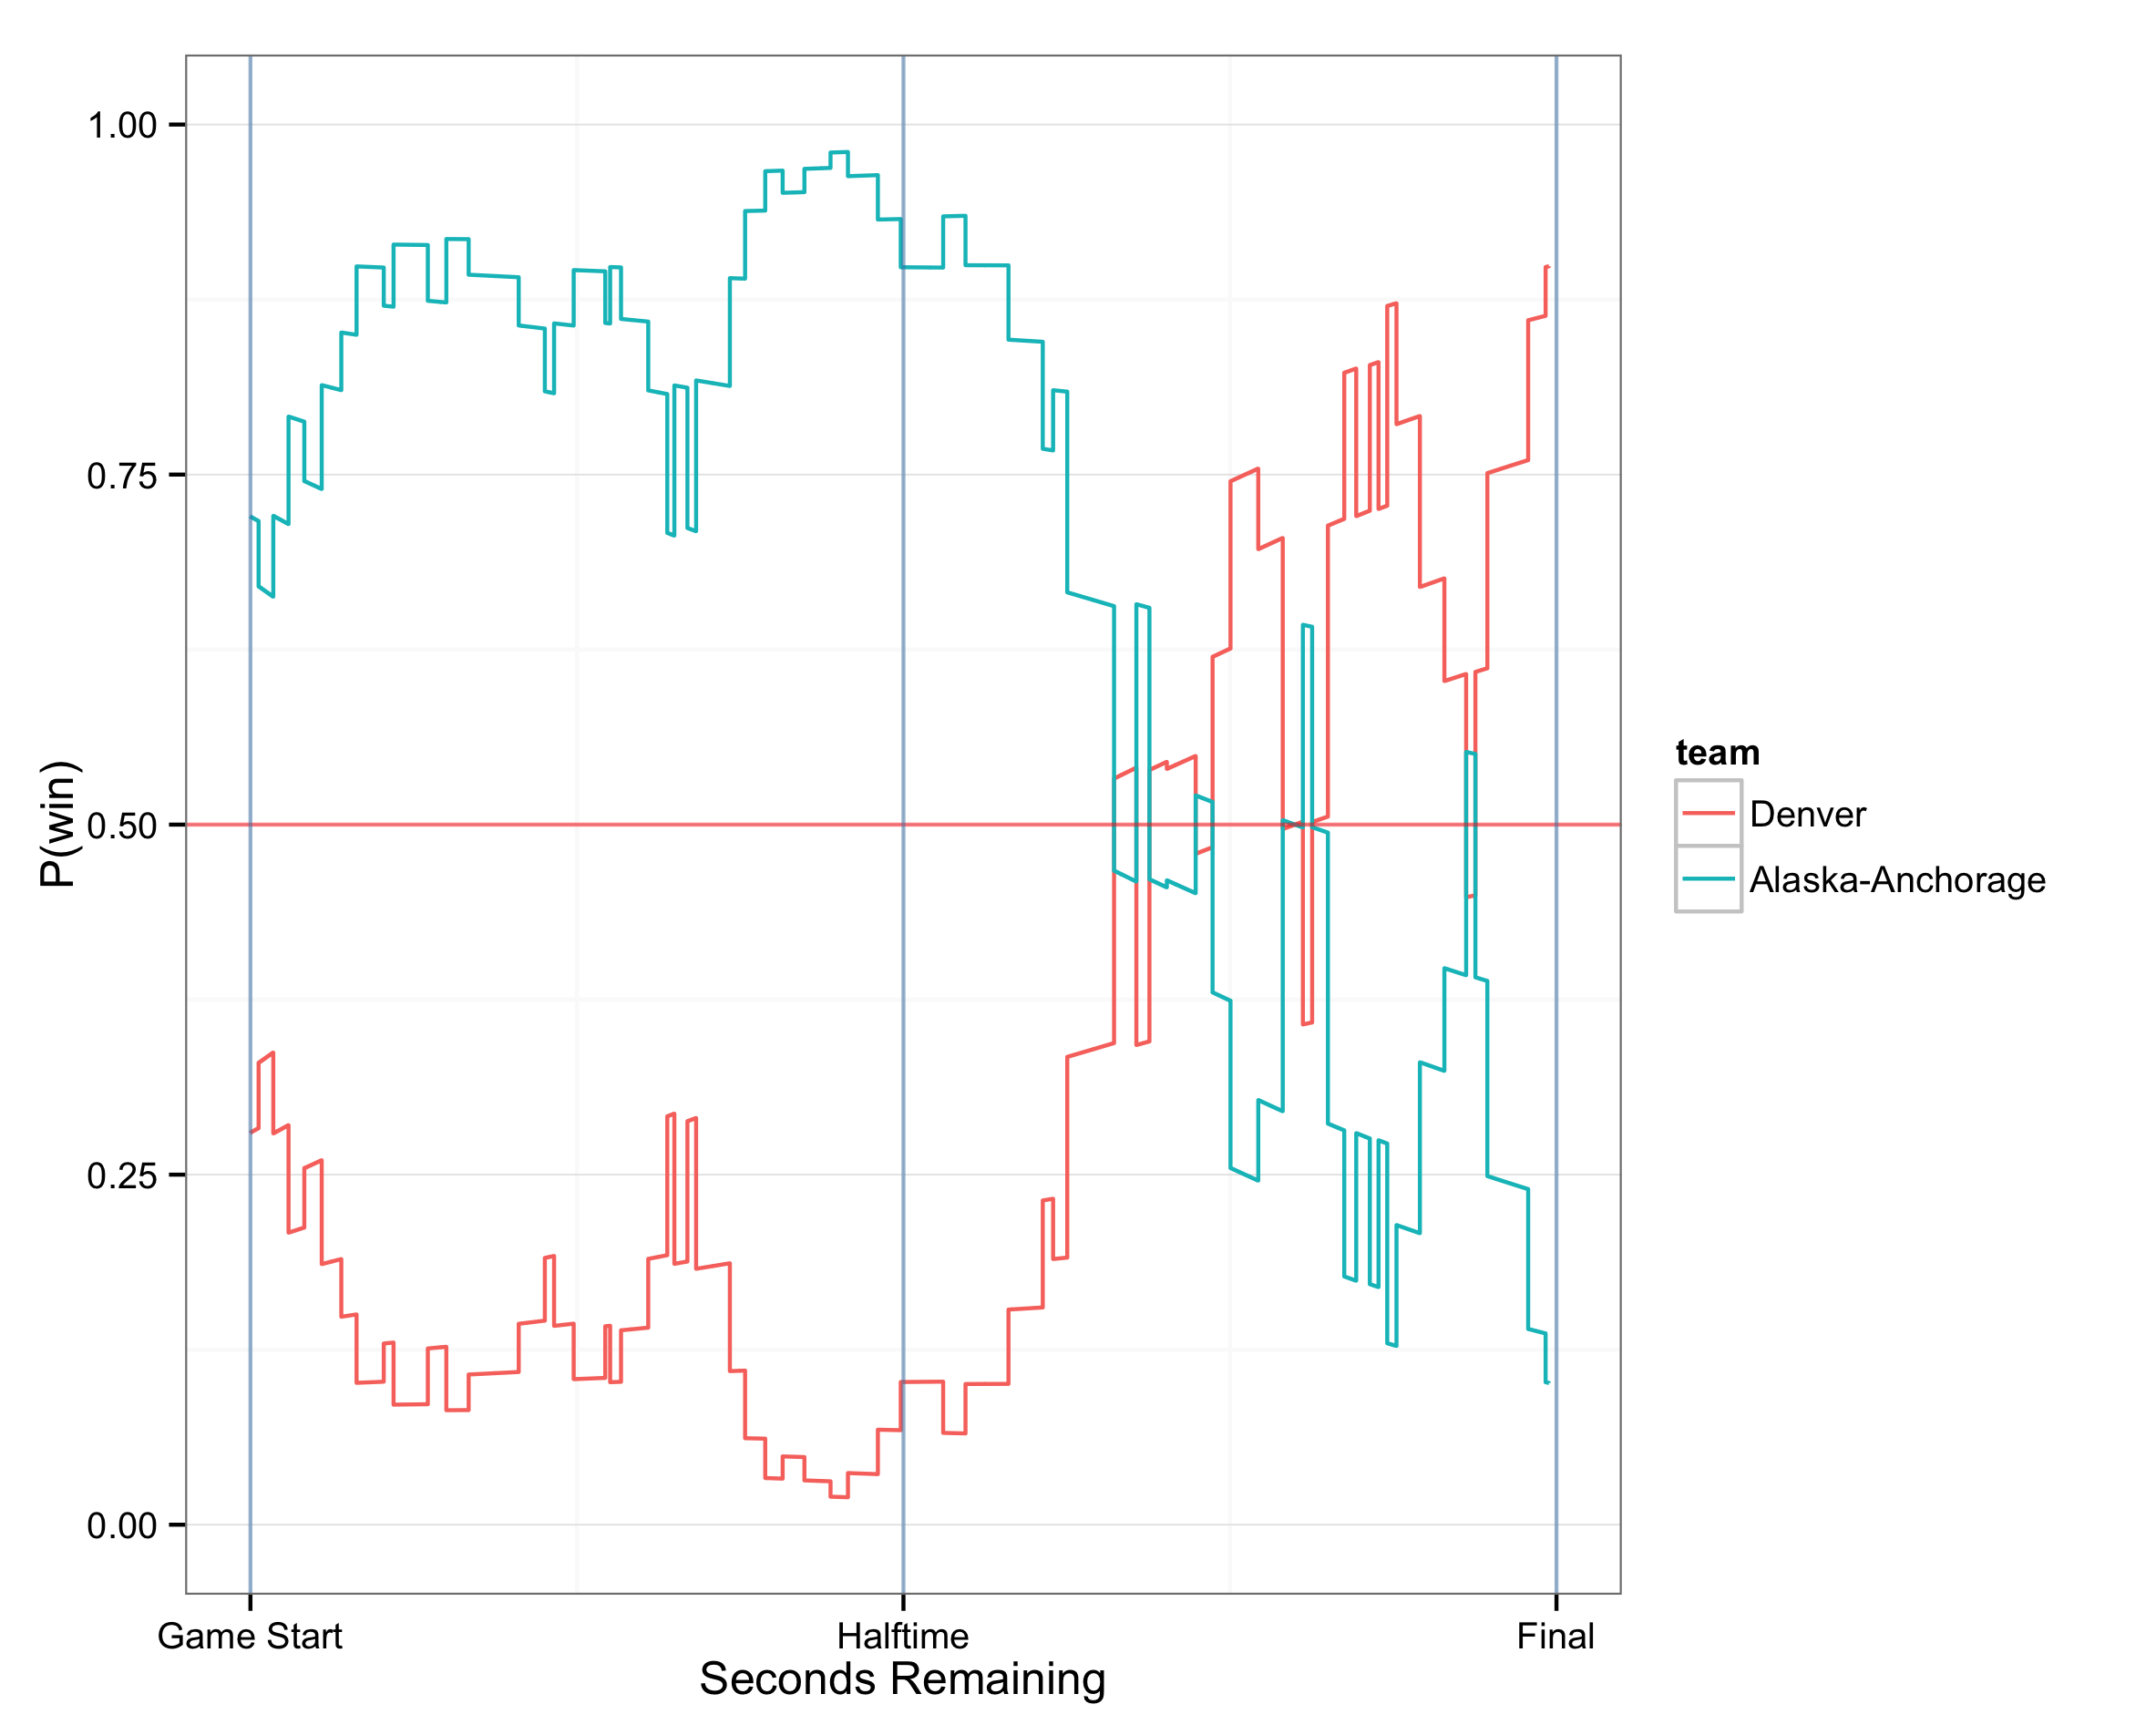 1.00
0.75
0.50
0.25
0.00
P(win)
Game Start
Halftime
Final
Seconds Remaining
team
Denver
Alaska-Anchorage